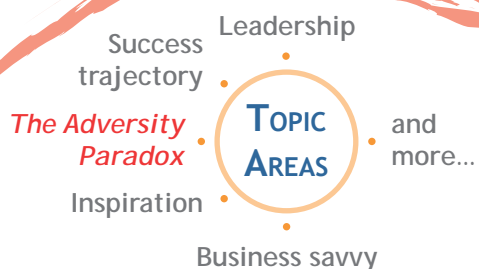 Leadership
Success
trajectory
The Adversity
Paradox
TOPIC
AREAS
and
more...
Inspiration
Business savvy